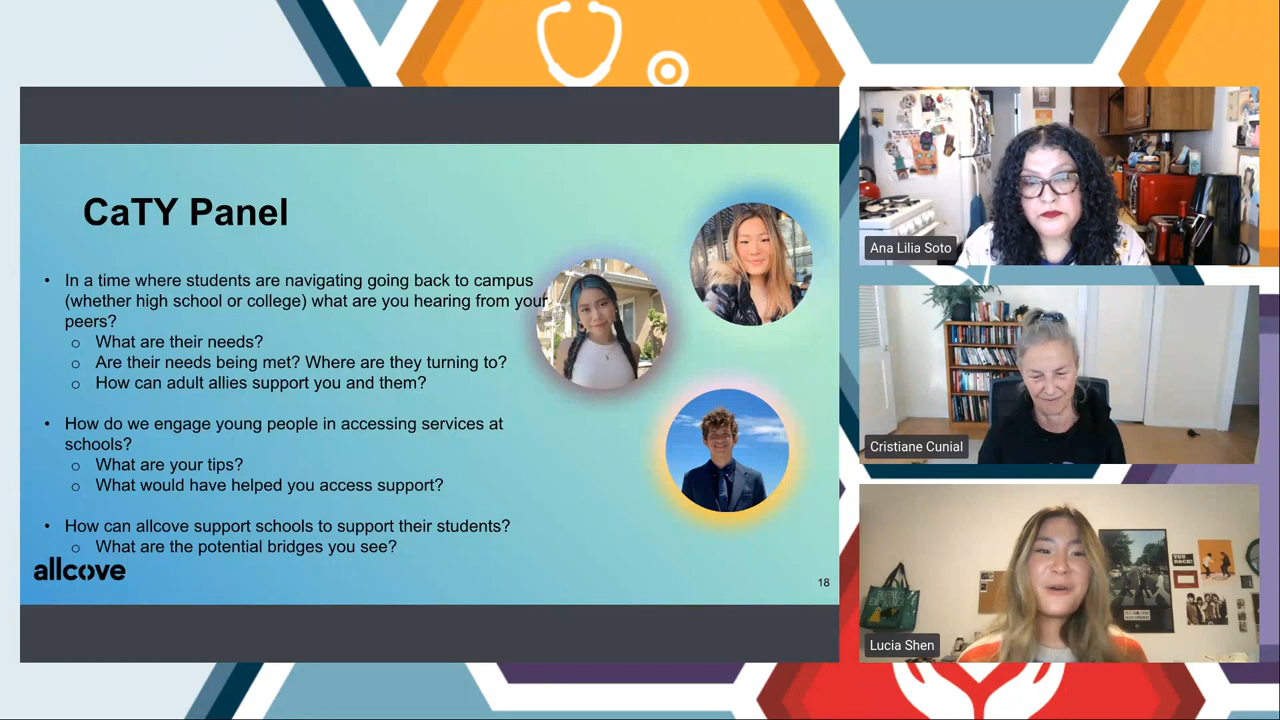 CaTY Panel
• In a time where students are navigating going back to campus
(whether high school or college) what are you hearing from your
peers?
o What are their needs?
o Are their needs being met? Where are they turning to?
o How can adult allies support you and them?
• How do we engage young people in accessing services at
schools?
o What are your tips?
o What would have helped you access support?
• How can allcove support schools to support their students?
o What are the potential bridges you see?
allcove
18
Ana Lilia Soto
Cristiane Cunial
YOU
ROCK!
BUFFALO
EXCHANGE
Lucia Shen